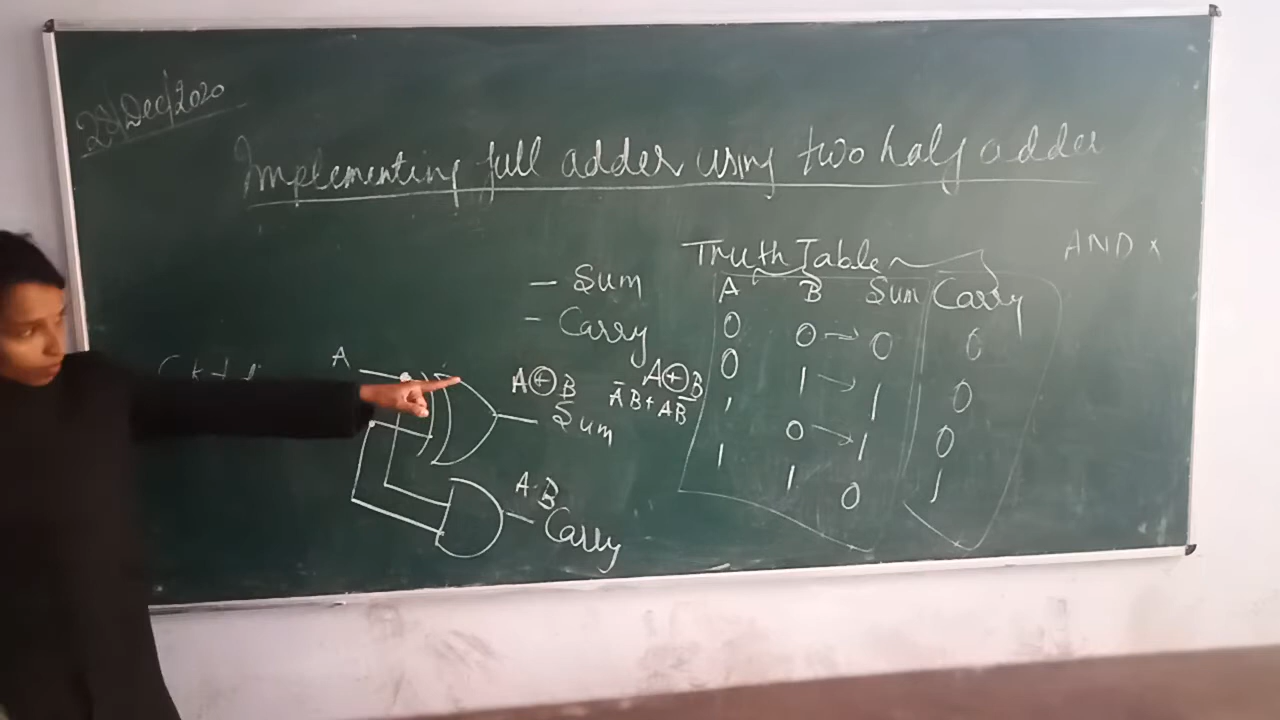 28/Dec/2020
Implementing full adder using two half adder
Truth Table
AND x
- Sum
- Carry
A B Sum Carry
0 0 → 0 0
0 1 → 1 0
1 0 → 1 0
1 1 0 1
A
A ⊕ B
Sum
A ⊕ B
A̅B + AB̅
A·B
Carry